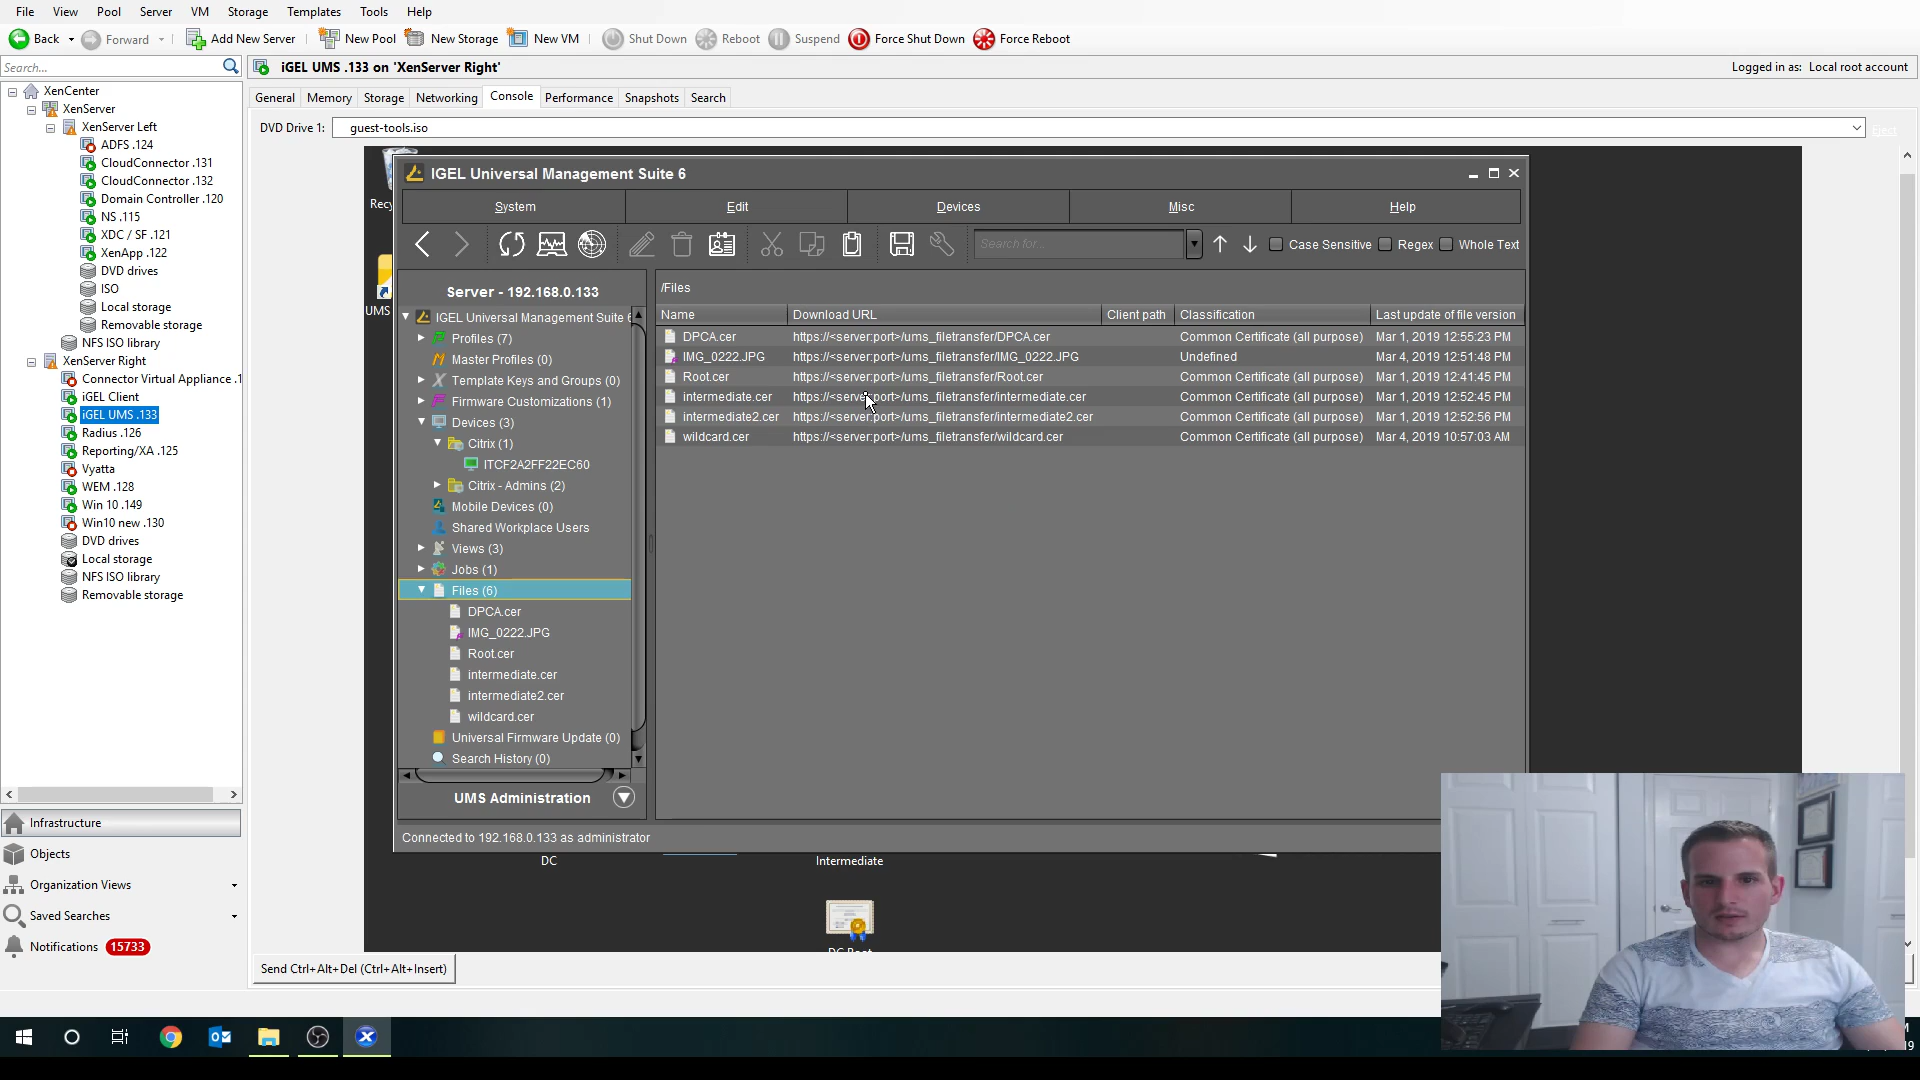 File View Pool Server VM Storage Templates Tools Help
Back Forward Add New Server New Pool New Storage New VM Shut Down Reboot Suspend Force Shut Down Force Reboot
Search...
iGEL UMS .133 on 'XenServer Right'
Logged in as: Local root account
XenCenter
XenServer
XenServer Left
ADFS .124
CloudConnector .131
CloudConnector .132
Domain Controller .120
NS .115
XDC / SF .121
XenApp .122
DVD drives
ISO
Local storage
Removable storage
NFS ISO library
XenServer Right
Connector Virtual Appliance .1
iGEL Client
iGEL UMS .133
Radius .126
Reporting/XA .125
Vyatta
WEM .128
Win 10 .149
Win10 new .130
DVD drives
Local storage
NFS ISO library
Removable storage
Infrastructure
Objects
Organization Views
Saved Searches
Notifications 15733
General Memory Storage Networking Console Performance Snapshots Search
DVD Drive 1: guest-tools.iso Eject
Recy
UMS
IGEL Universal Management Suite 6
System Edit Devices Misc Help
Search for... Case Sensitive Regex Whole Text
Server - 192.168.0.133
IGEL Universal Management Suite 6
Profiles (7)
Master Profiles (0)
Template Keys and Groups (0)
Firmware Customizations (1)
Devices (3)
Citrix (1)
ITCF2A2FF22EC60
Citrix - Admins (2)
Mobile Devices (0)
Shared Workplace Users
Views (3)
Jobs (1)
Files (6)
DPCA.cer
IMG_0222.JPG
Root.cer
intermediate.cer
intermediate2.cer
wildcard.cer
Universal Firmware Update (0)
Search History (0)
UMS Administration
/Files
Name Download URL Client path Classification Last update of file version
DPCA.cer https://<server:port>/ums_filetransfer/DPCA.cer Common Certificate (all purpose) Mar 1, 2019 12:55:23 PM
IMG_0222.JPG https://<server:port>/ums_filetransfer/IMG_0222.JPG Undefined Mar 4, 2019 12:51:48 PM
Root.cer https://<server:port>/ums_filetransfer/Root.cer Common Certificate (all purpose) Mar 1, 2019 12:41:45 PM
intermediate.cer https://<server:port>/ums_filetransfer/intermediate.cer Common Certificate (all purpose) Mar 1, 2019 12:52:45 PM
intermediate2.cer https://<server:port>/ums_filetransfer/intermediate2.cer Common Certificate (all purpose) Mar 1, 2019 12:52:56 PM
wildcard.cer https://<server:port>/ums_filetransfer/wildcard.cer Common Certificate (all purpose) Mar 4, 2019 10:57:03 AM
Connected to 192.168.0.133 as administrator
DC Intermediate
DC Root
Send Ctrl+Alt+Del (Ctrl+Alt+Insert)